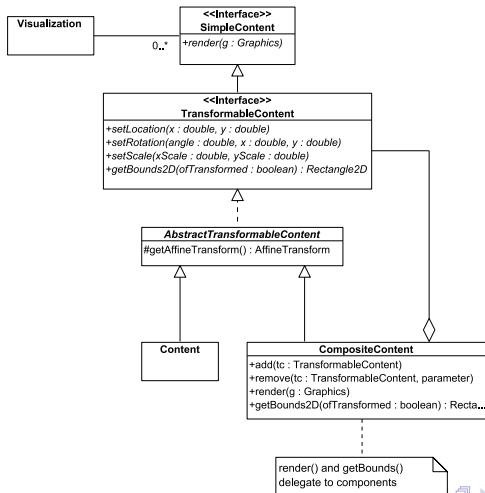 Visualization
0..*
<<Interface>>
SimpleContent
+render(g : Graphics)
<<Interface>>
TransformableContent
+setLocation(x : double, y : double)
+setRotation(angle : double, x : double, y : double)
+setScale(xScale : double, yScale : double)
+getBounds2D(ofTransformed : boolean) : Rectangle2D
AbstractTransformableContent
#getAffineTransform() : AffineTransform
Content
CompositeContent
+add(tc : TransformableContent)
+remove(tc : TransformableContent, parameter)
+render(g : Graphics)
+getBounds2D(ofTransformed : boolean) : Recta...
render() and getBounds()
delegate to components